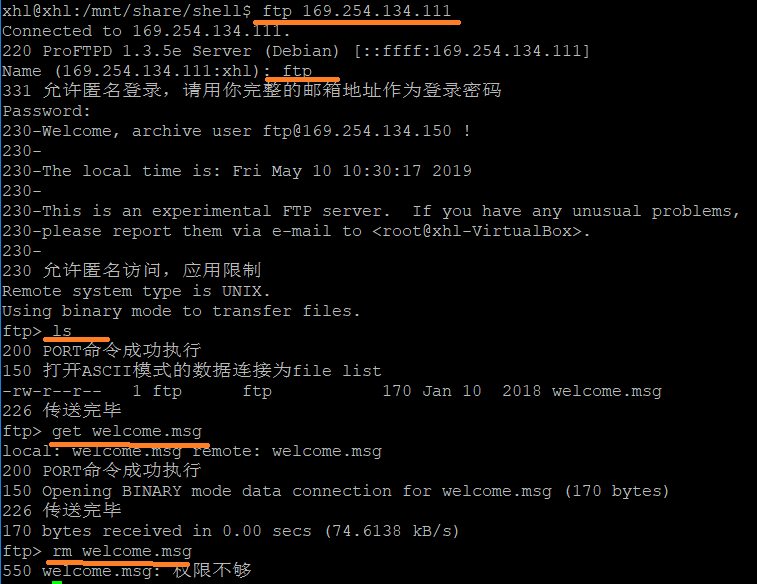 xhl@xhl:/mnt/share/shell$ ftp 169.254.134.111
Connected to 169.254.134.111.
220 ProFTPD 1.3.5e Server (Debian) [::ffff:169.254.134.111]
Name (169.254.134.111:xhl): ftp
331 允许匿名登录，请用你完整的邮箱地址作为登录密码
Password:
230-Welcome, archive user ftp@169.254.134.150 !
230-
230-The local time is: Fri May 10 10:30:17 2019
230-
230-This is an experimental FTP server.  If you have any unusual problems,
230-please report them via e-mail to <root@xhl-VirtualBox>.
230-
230 允许匿名访问，应用限制
Remote system type is UNIX.
Using binary mode to transfer files.
ftp> ls
200 PORT命令成功执行
150 打开ASCII模式的数据连接为file list
-rw-r--r--   1 ftp      ftp           170 Jan 10  2018 welcome.msg
226 传送完毕
ftp> get welcome.msg
local: welcome.msg remote: welcome.msg
200 PORT命令成功执行
150 Opening BINARY mode data connection for welcome.msg (170 bytes)
226 传送完毕
170 bytes received in 0.00 secs (74.6138 kB/s)
ftp> rm welcome.msg
550 welcome.msg: 权限不够